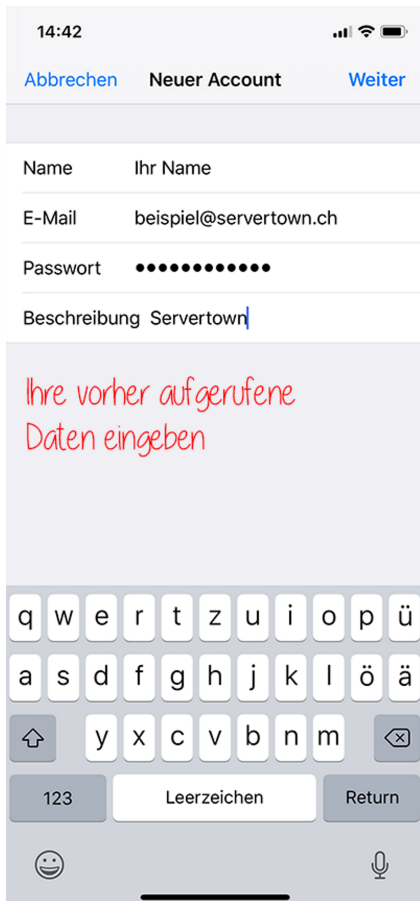 14:42
Abbrechen Neuer Account Weiter
Name Ihr Name
E-Mail beispiel@servertown.ch
Passwort ••••••••••••
Beschreibung Servertown
Ihre vorher aufgerufene
Daten eingeben
q w e r t z u i o p ü
a s d f g h j k l ö ä
y x c v b n m
123 Leerzeichen Return